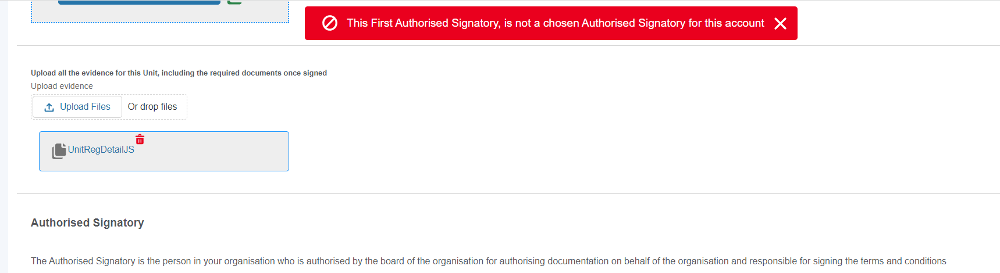 This First Authorised Signatory, is not a chosen Authorised Signatory for this account
Upload all the evidence for this Unit, including the required documents once signed
Upload evidence
Upload Files Or drop files
UnitRegDetailJS
Authorised Signatory
The Authorised Signatory is the person in your organisation who is authorised by the board of the organisation for authorising documentation on behalf of the organisation and responsible for signing the terms and conditions